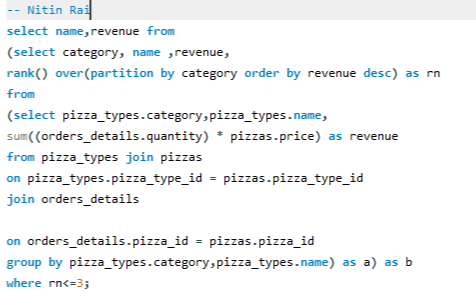 -- Nitin Rai
select name,revenue from
(select category, name ,revenue,
rank() over(partition by category order by revenue desc) as rn
from
(select pizza_types.category,pizza_types.name,
sum((orders_details.quantity) * pizzas.price) as revenue
from pizza_types join pizzas
on pizza_types.pizza_type_id = pizzas.pizza_type_id
join orders_details
on orders_details.pizza_id = pizzas.pizza_id
group by pizza_types.category,pizza_types.name) as a) as b
where rn<=3;